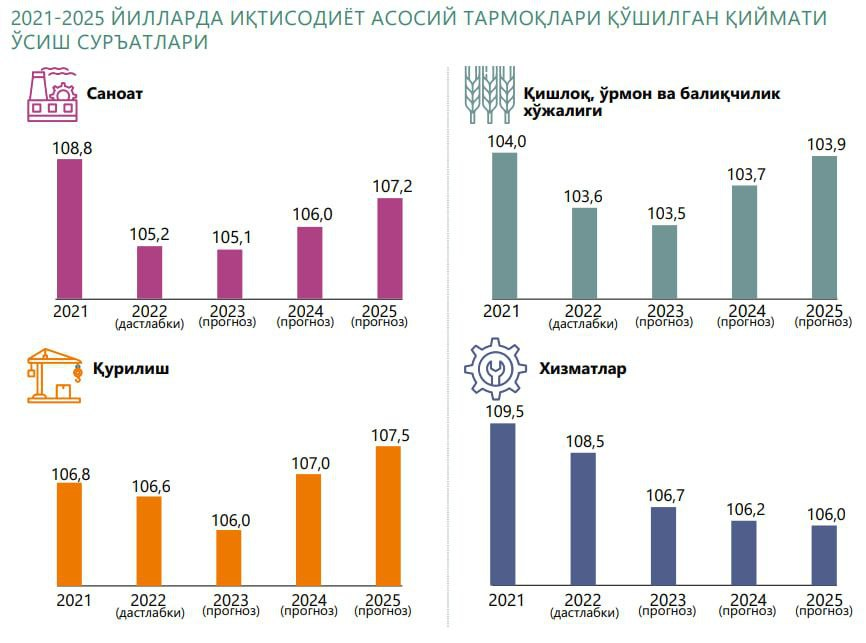 2021-2025 ЙИЛЛАРДА ИҚТИСОДИЁТ АСОСИЙ ТАРМОҚЛАРИ ҚЎШИЛГАН ҚИЙМАТИ
ЎСИШ СУРЪАТЛАРИ
Саноат
108,8
105,2
105,1
106,0
107,2
2021
2022
(дастлабки)
2023
(прогноз)
2024
(прогноз)
2025
(прогноз)
Қишлоқ, ўрмон ва балиқчилик
хўжалиги
104,0
103,6
103,5
103,7
103,9
2021
2022
(дастлабки)
2023
(прогноз)
2024
(прогноз)
2025
(прогноз)
Қурилиш
106,8
106,6
106,0
107,0
107,5
2021
2022
(дастлабки)
2023
(прогноз)
2024
(прогноз)
2025
(прогноз)
Хизматлар
109,5
108,5
106,7
106,2
106,0
2021
2022
(дастлабки)
2023
(прогноз)
2024
(прогноз)
2025
(прогноз)